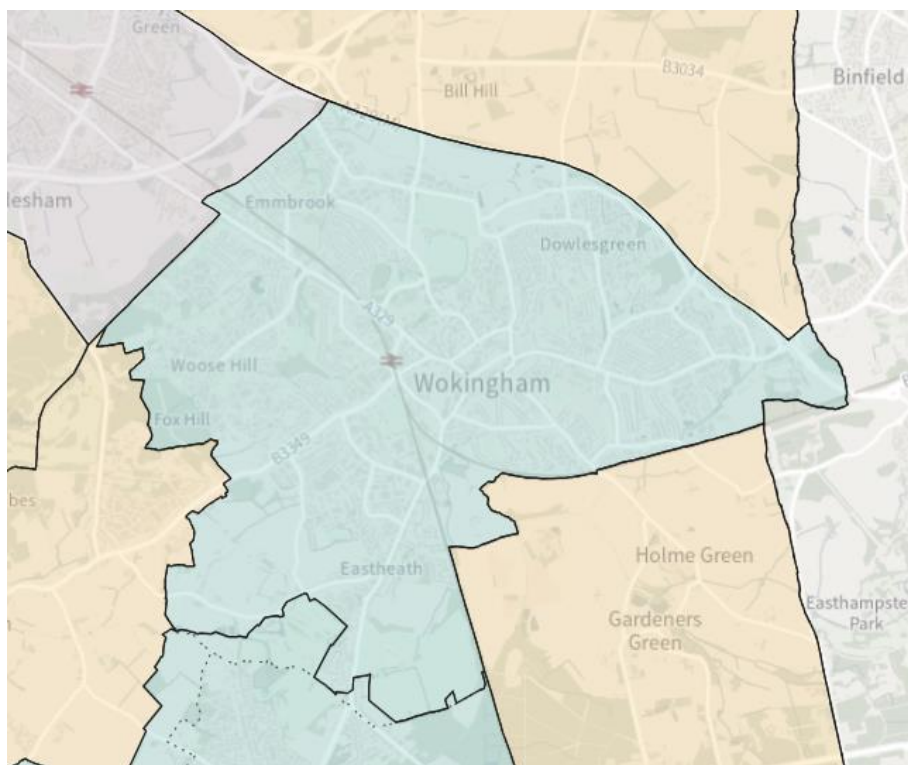 Green
B3034
Binfield
Bill Hill
lesham
Emmbrook
Dowlesgreen
A329
Woose Hill
Wokingham
Fox Hill
B3349
bes
Holme Green
Eastheath
Easthampste
Park
Gardeners
Green